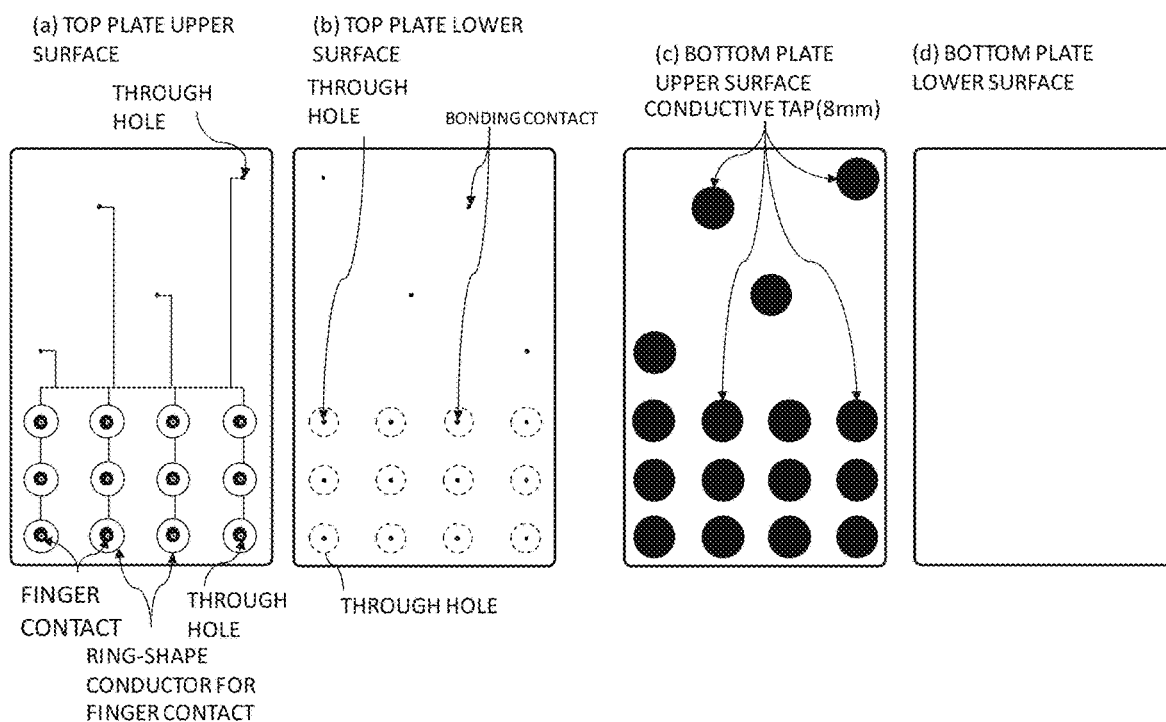 (a) TOP PLATE UPPER
SURFACE
THROUGH
HOLE
(b) TOP PLATE LOWER
SURFACE
THROUGH
HOLE
BONDING CONTACT
(c) BOTTOM PLATE
UPPER SURFACE
CONDUCTIVE TAP(8mm)
(d) BOTTOM PLATE
LOWER SURFACE
FINGER
CONTACT
THROUGH
HOLE
RING-SHAPE
CONDUCTOR FOR
FINGER CONTACT
THROUGH HOLE